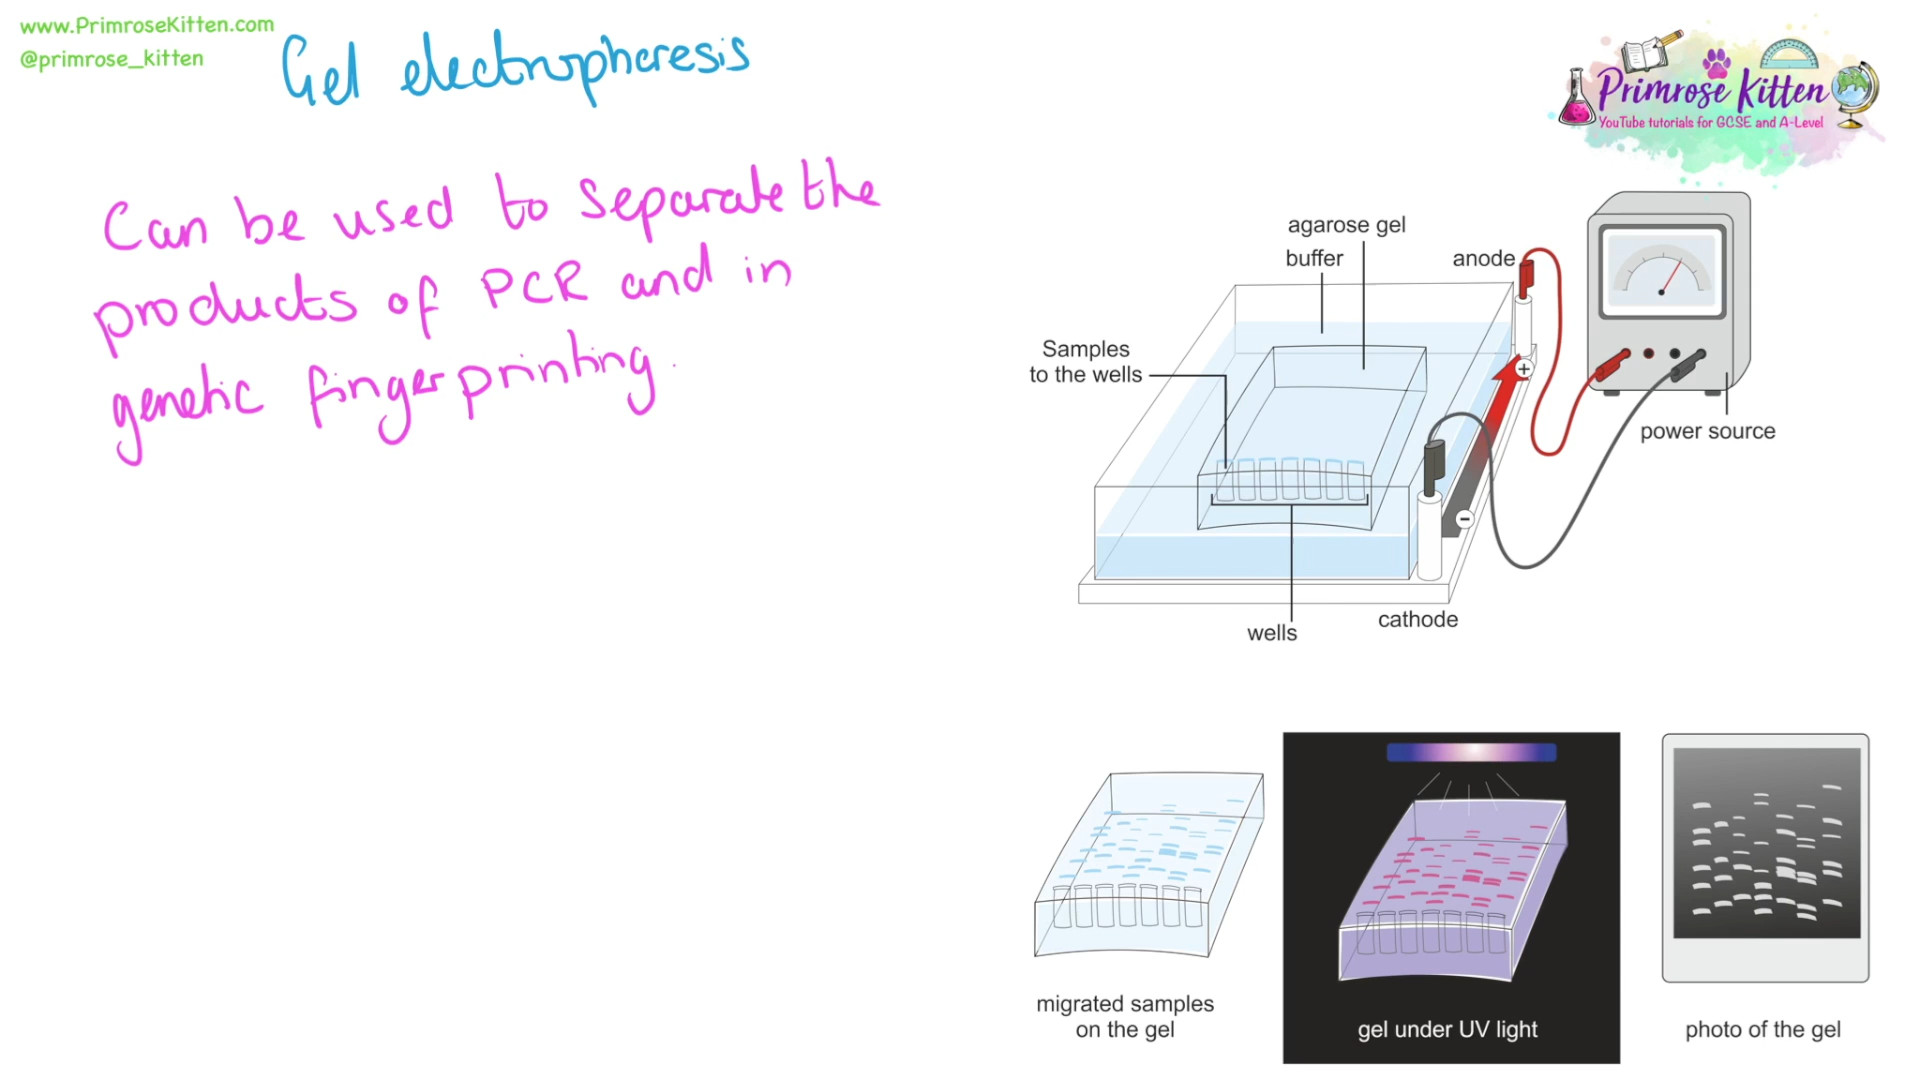 www.PrimroseKitten.com
@primrose_kitten
Gel electrophoresis
Primrose Kitten
YouTube tutorials for GCSE and A-Level
Can be used to separate the
products of PCR and in
genetic fingerprinting.
agarose gel
buffer
anode
Samples
to the wells
+
power source
-
cathode
wells
migrated samples
on the gel
gel under UV light
photo of the gel